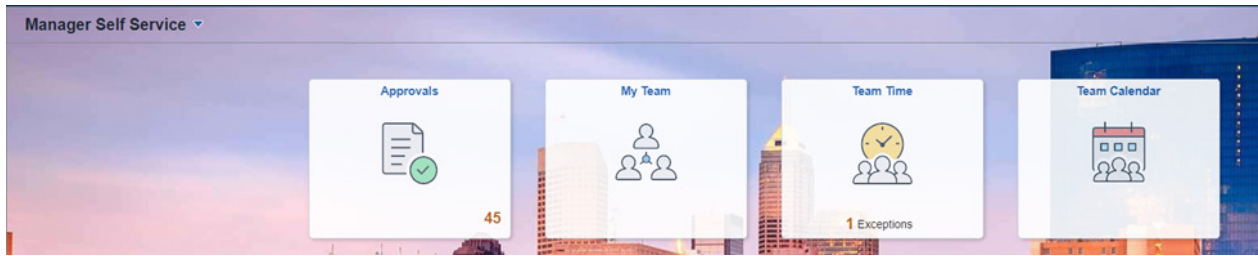 Manager Self Service
Approvals
45
My Team
Team Time
1 Exceptions
Team Calendar